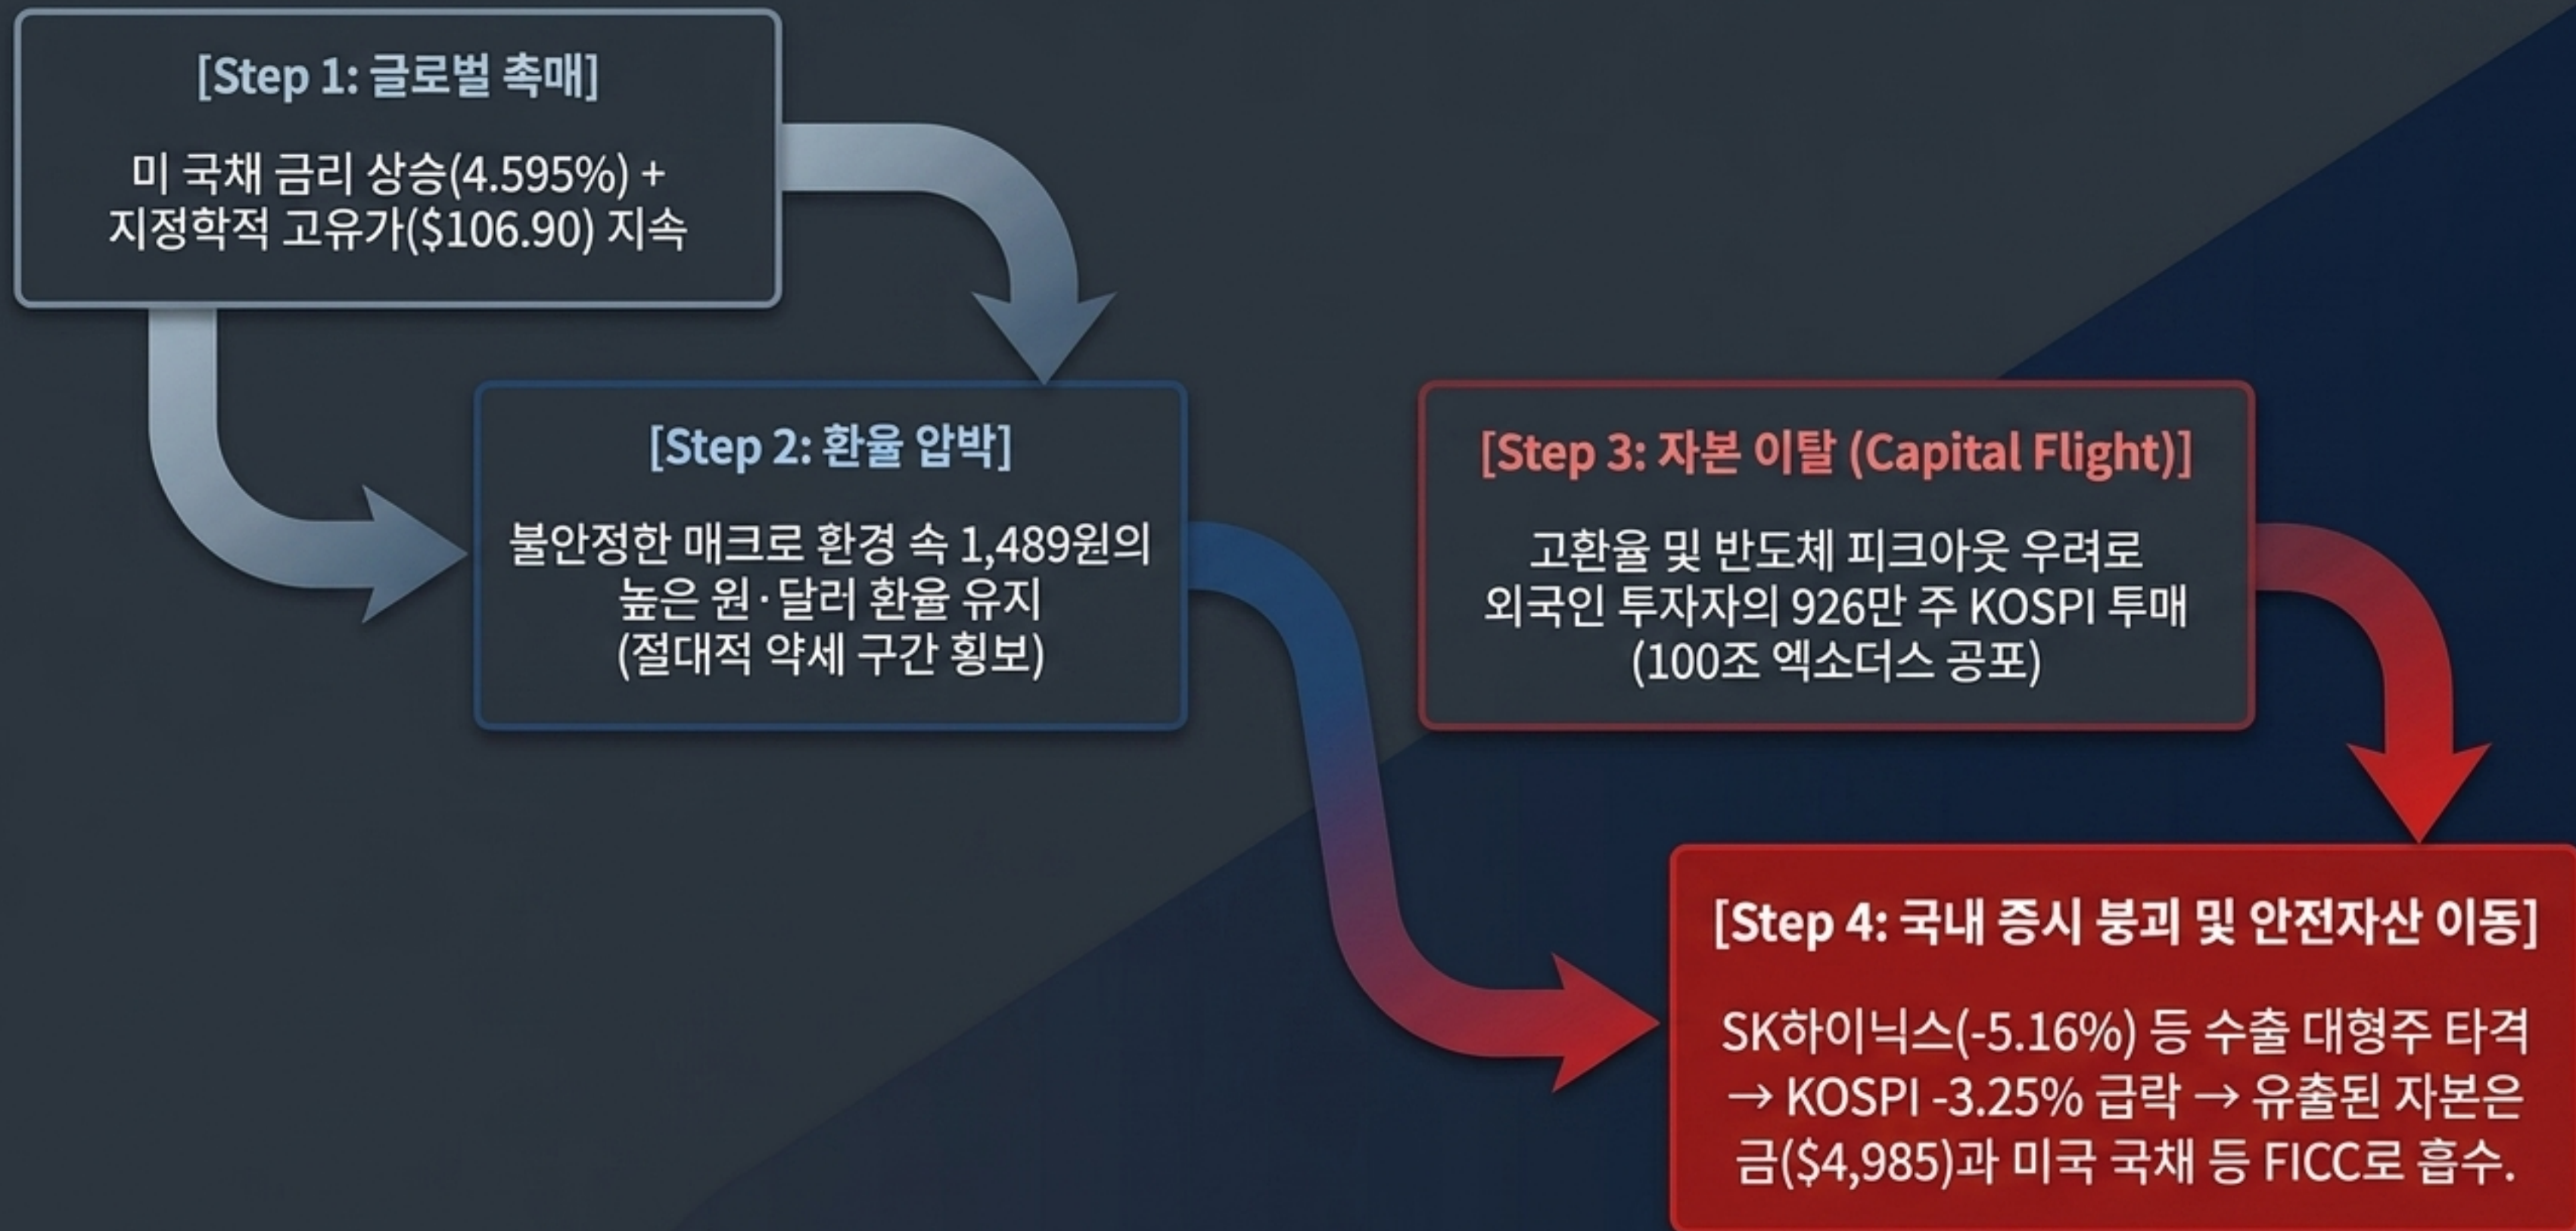 [Step 1: 글로벌 촉매]
미 국채 금리 상승(4.595%) +
지정학적 고유가($106.90) 지속
[Step 2: 환율 압박]
불안정한 매크로 환경 속 1,489원의
높은 원·달러 환율 유지
(절대적 약세 구간 횡보)
[Step 3: 자본 이탈 (Capital Flight)]
고환율 및 반도체 피크아웃 우려로
외국인 투자자의 926만 주 KOSPI 투매
(100조 엑소더스 공포)
[Step 4: 국내 증시 붕괴 및 안전자산 이동]
SK하이닉스(-5.16%) 등 수출 대형주 타격
→ KOSPI -3.25% 급락 → 유출된 자본은
금($4,985)과 미국 국채 등 FICC로 흡수.